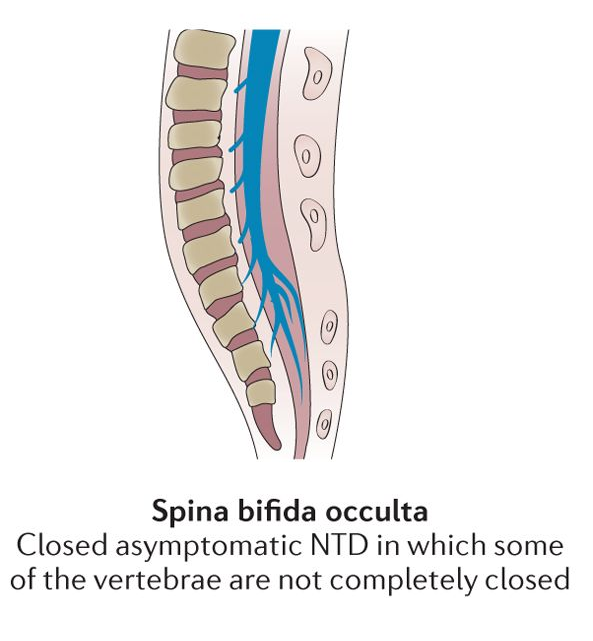 Spina bifida occulta
Closed asymptomatic NTD in which some
of the vertebrae are not completely closed